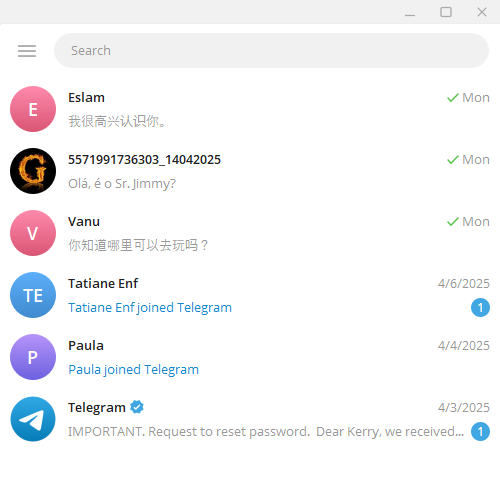 Search
E
Eslam
Mon
我很高兴认识你。
G
5571991736303_14042025
Mon
Olá, é o Sr. Jimmy?
V
Vanu
Mon
你知道哪里可以去玩吗？
TE
Tatiane Enf
4/6/2025
Tatiane Enf joined Telegram
1
P
Paula
4/4/2025
Paula joined Telegram
Telegram
4/3/2025
IMPORTANT. Request to reset password. Dear Kerry, we received...
1